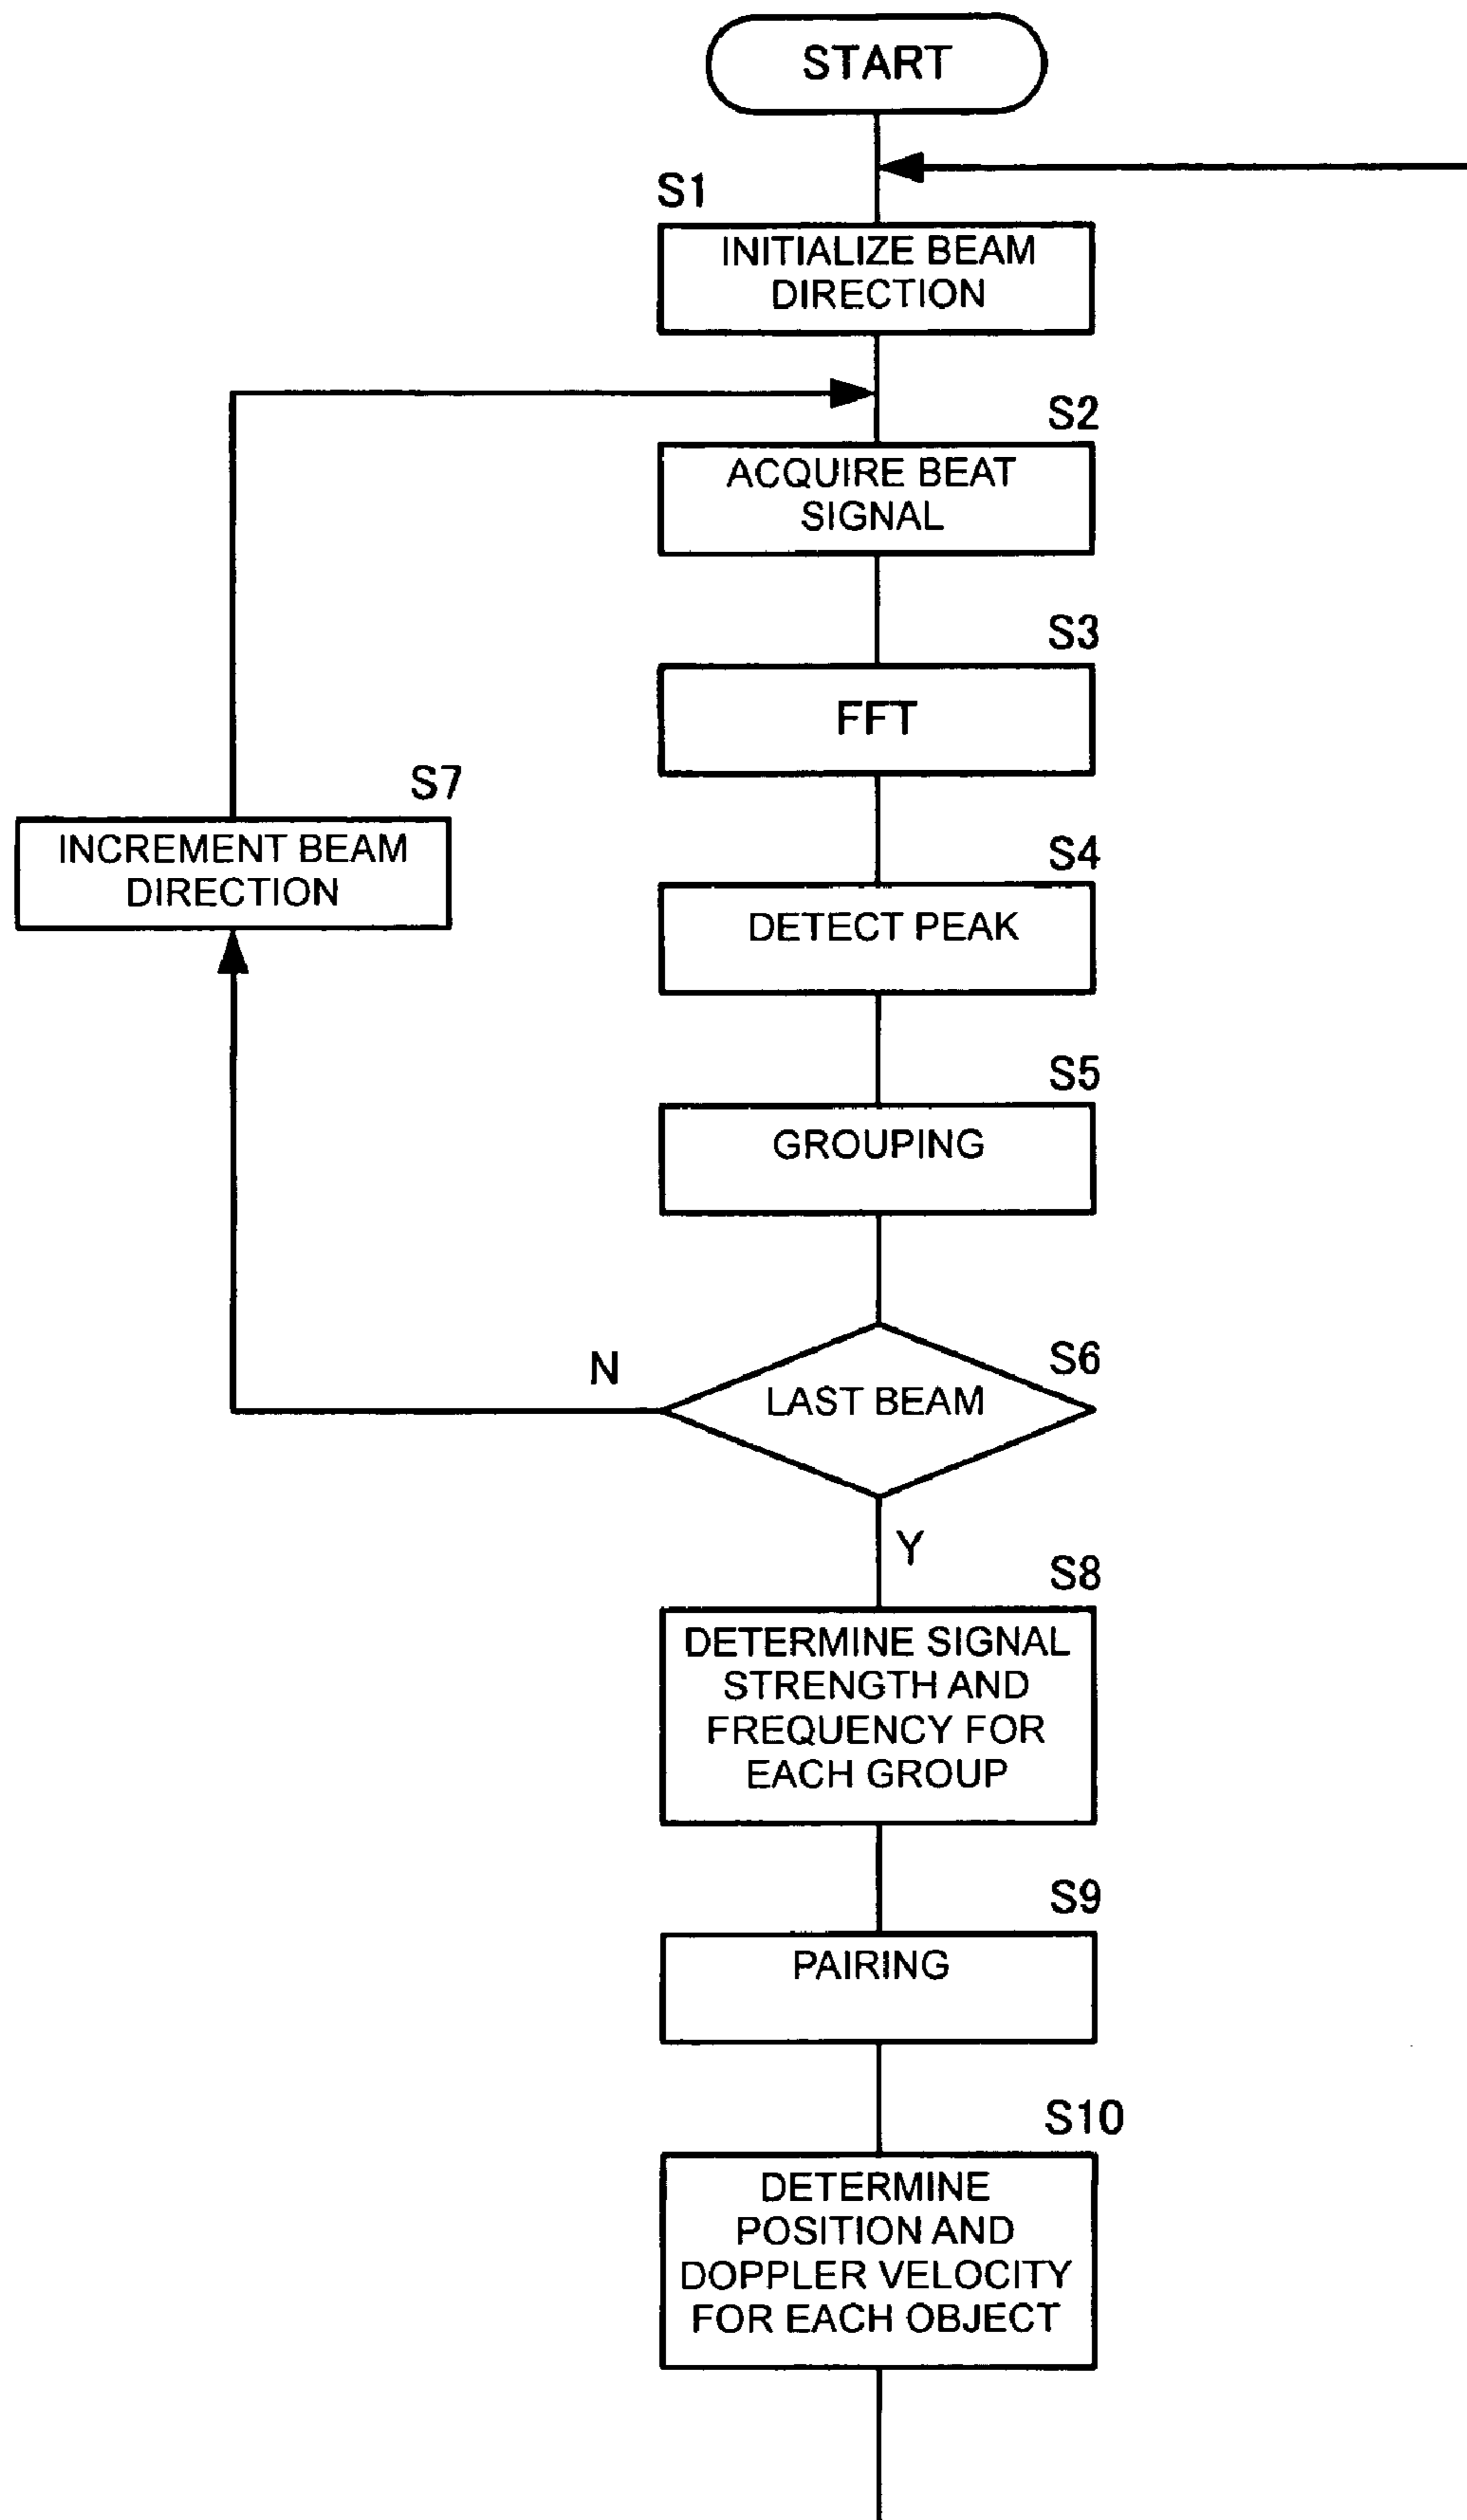 START
S1
INITIALIZE BEAM
DIRECTION
S2
ACQUIRE BEAT
SIGNAL
S3
FFT
S7
INCREMENT BEAM
DIRECTION
S4
DETECT PEAK
S5
GROUPING
N
S6
LAST BEAM
Y
S8
DETERMINE SIGNAL
STRENGTH AND
FREQUENCY FOR
EACH GROUP
S9
PAIRING
S10
DETERMINE
POSITION AND
DOPPLER VELOCITY
FOR EACH OBJECT